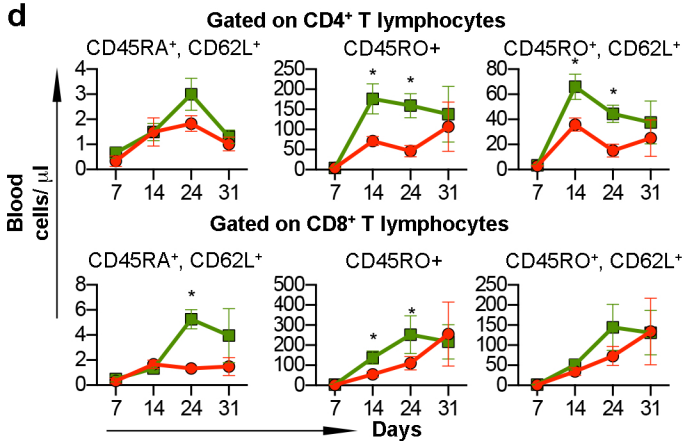 d
Gated on CD4⁺ T lymphocytes
CD45RA⁺, CD62L⁺
CD45RO+
CD45RO⁺, CD62L⁺
4
3
2
1
0
7 14 24 31
250
200
150
100
50
0
* *
7 14 24 31
80
60
40
20
0
* *
7 14 24 31
Blood
cells/ µl
Gated on CD8⁺ T lymphocytes
CD45RA⁺, CD62L⁺
CD45RO+
CD45RO⁺, CD62L⁺
8
6
4
2
0
*
7 14 24 31
500
400
300
200
100
0
* *
7 14 24 31
250
200
150
100
50
0
7 14 24 31
Days